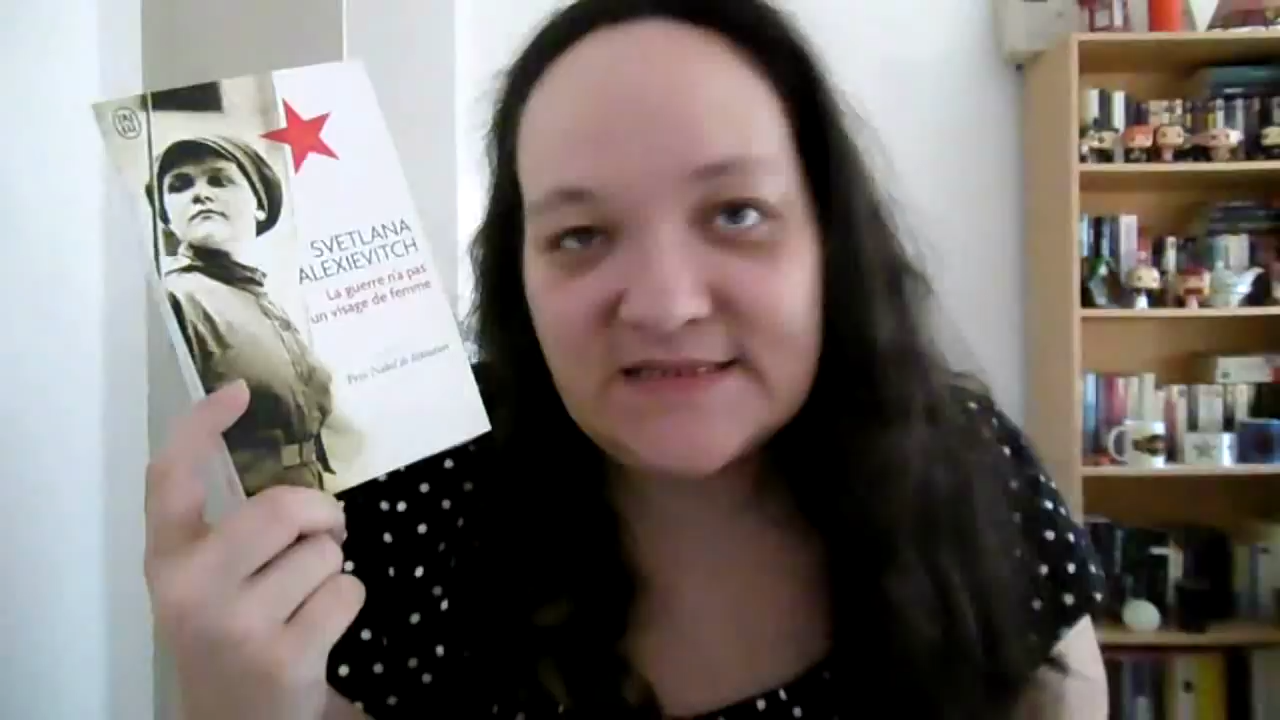 J'AI
LU
SVETLANA
ALEXIEVITCH
La guerre n'a pas
un visage de femme
Prix Nobel de littérature